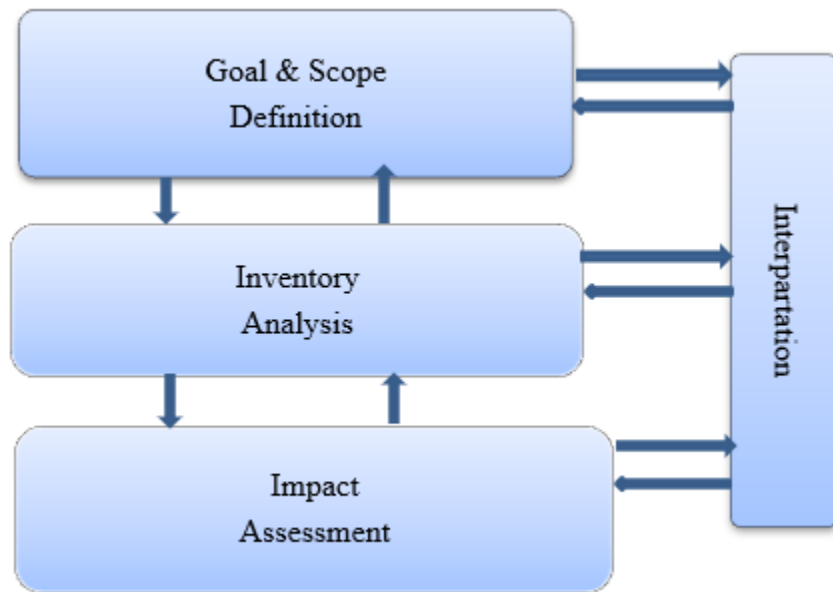 Goal & Scope
Definition
Inventory
Analysis
Impact
Assessment
Interpartation